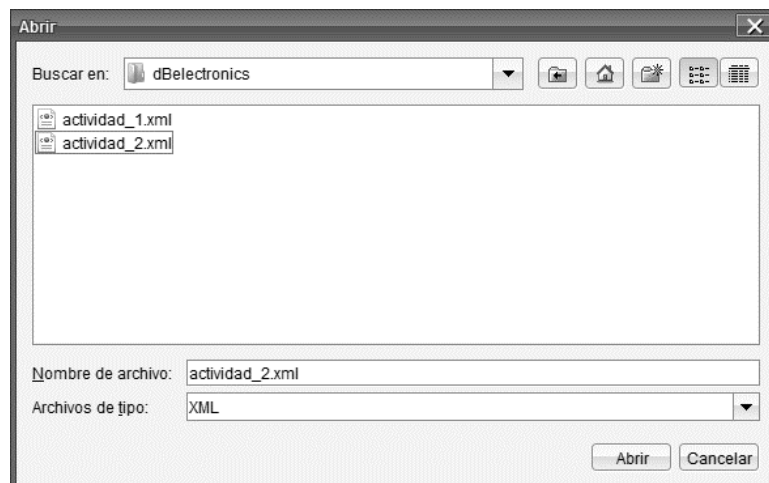 Abrir
Buscar en: dBelectronics
actividad_1.xml
actividad_2.xml
Nombre de archivo: actividad_2.xml
Archivos de tipo: XML
Abrir Cancelar